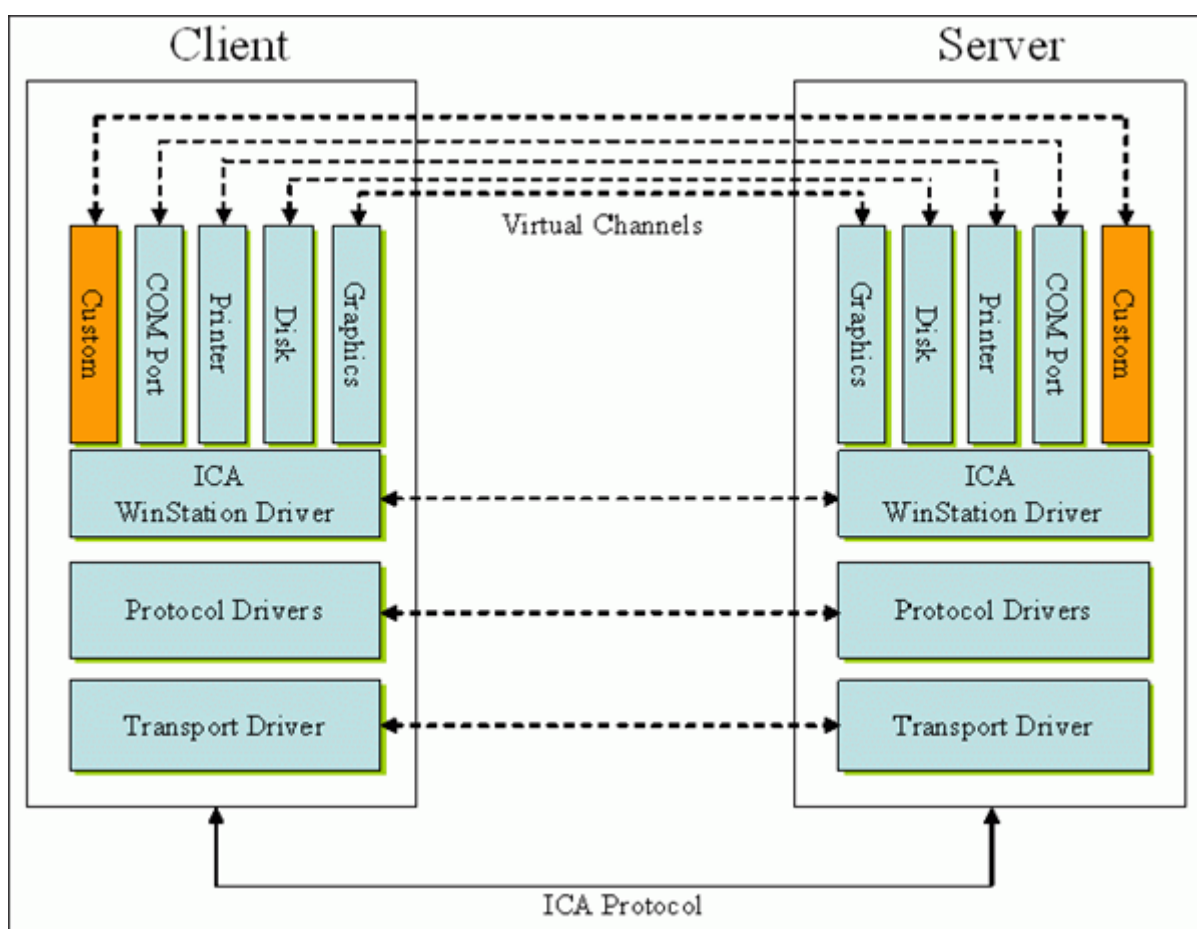 Client
Server
Virtual Channels
Custom
COM Port
Printer
Disk
Graphics
Graphics
Disk
Printer
COM Port
Custom
ICA
WinStation Driver
ICA
WinStation Driver
Protocol Drivers
Protocol Drivers
Transport Driver
Transport Driver
ICA Protocol